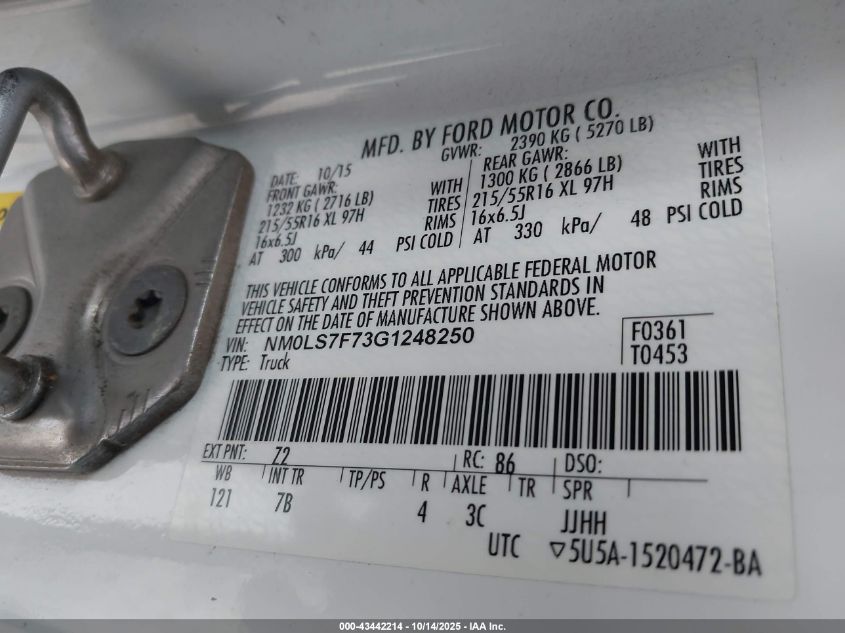 MFD. BY FORD MOTOR CO.
DATE: 10/15
GVWR: 2390 KG ( 5270 LB)
FRONT GAWR:
1232 KG ( 2716 LB) WITH
215/55R16 XL 97H TIRES
16x6.5J RIMS
AT 300 kPa/ 44 PSI COLD
REAR GAWR:
1300 KG ( 2866 LB) WITH
215/55R16 XL 97H TIRES
16x6.5J RIMS
AT 330 kPa/ 48 PSI COLD
THIS VEHICLE CONFORMS TO ALL APPLICABLE FEDERAL MOTOR
VEHICLE SAFETY AND THEFT PREVENTION STANDARDS IN
EFFECT ON THE DATE OF MANUFACTURE SHOWN ABOVE.
VIN: NM0LS7F73G1248250
TYPE: Truck
F0361
T0453
EXT PNT: Z2 RC: 86 DSO:
WB INT TR TP/PS R AXLE TR SPR
121 7B 4 3C JJHH
UTC ▽5U5A-1520472-BA
000-43442214 - 10/14/2025 - IAA Inc.